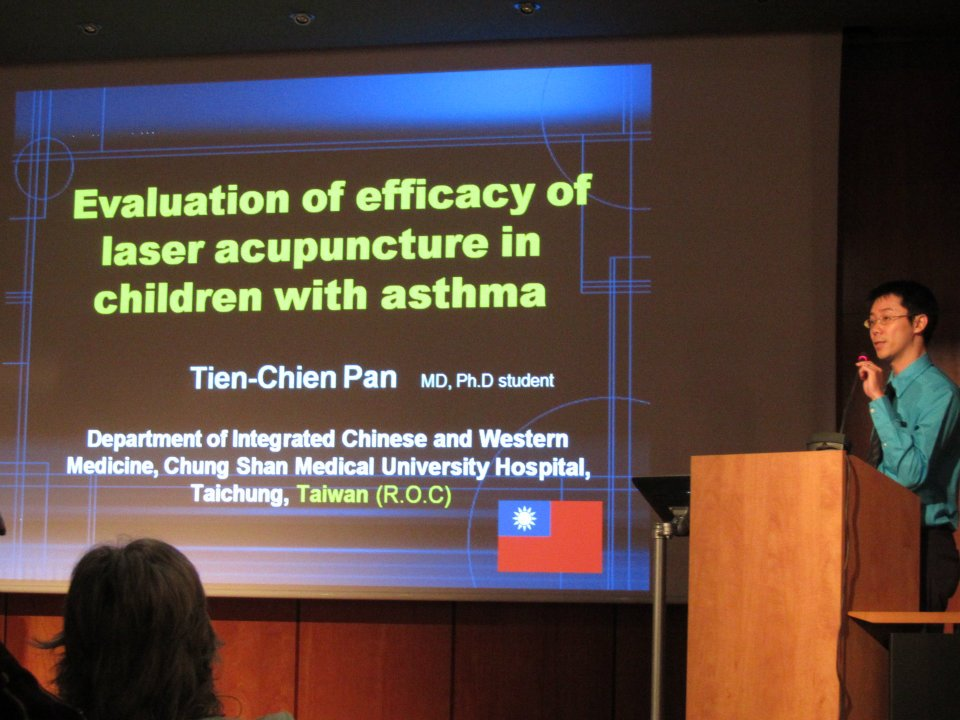 Evaluation of efficacy of
laser acupuncture in
children with asthma
Tien-Chien Pan MD, Ph.D student
Department of Integrated Chinese and Western
Medicine, Chung Shan Medical University Hospital,
Taichung, Taiwan (R.O.C)